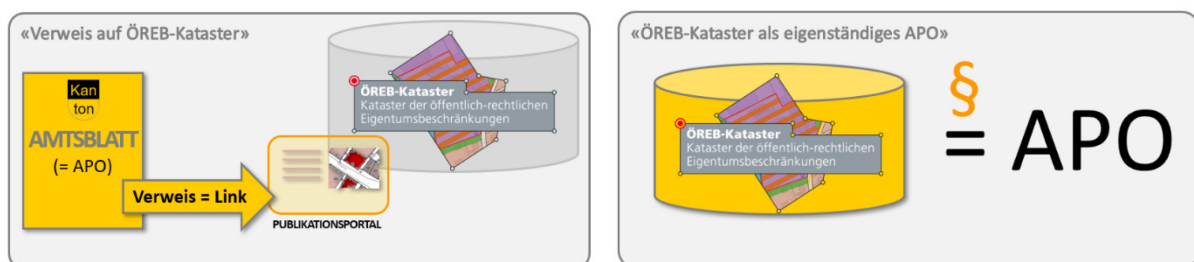 «Verweis auf ÖREB-Kataster»
Kan
ton
AMTSBLATT
(= APO)
Verweis = Link
ÖREB-Kataster
Kataster der öffentlich-rechtlichen
Eigentumsbeschränkungen
PUBLIKATIONSPORTAL
«ÖREB-Kataster als eigenständiges APO»
ÖREB-Kataster
Kataster der öffentlich-rechtlichen
Eigentumsbeschränkungen
§
= APO